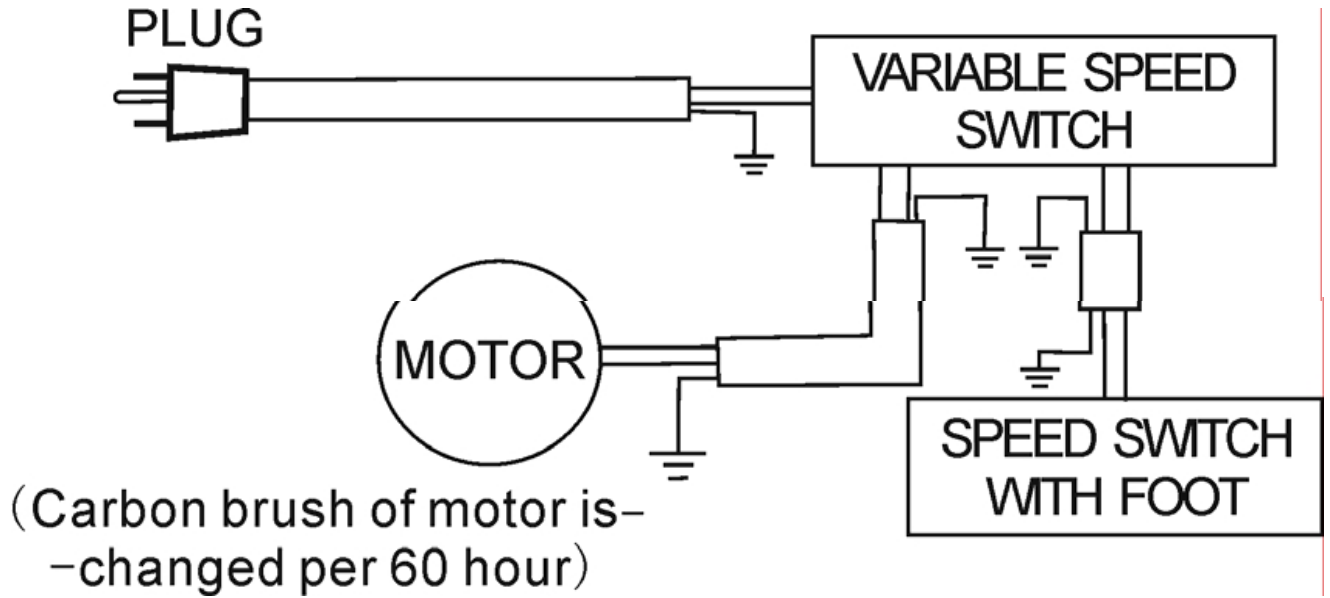 PLUG
VARIABLE SPEED
SWITCH
MOTOR
SPEED SWITCH
WITH FOOT
（Carbon brush of motor is-
-changed per 60 hour）